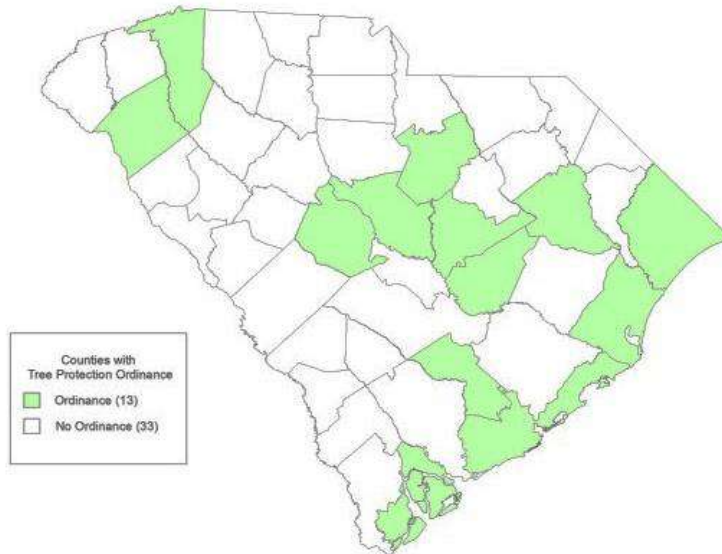 Counties with
Tree Protection Ordinance
Ordinance (13)
No Ordinance (33)